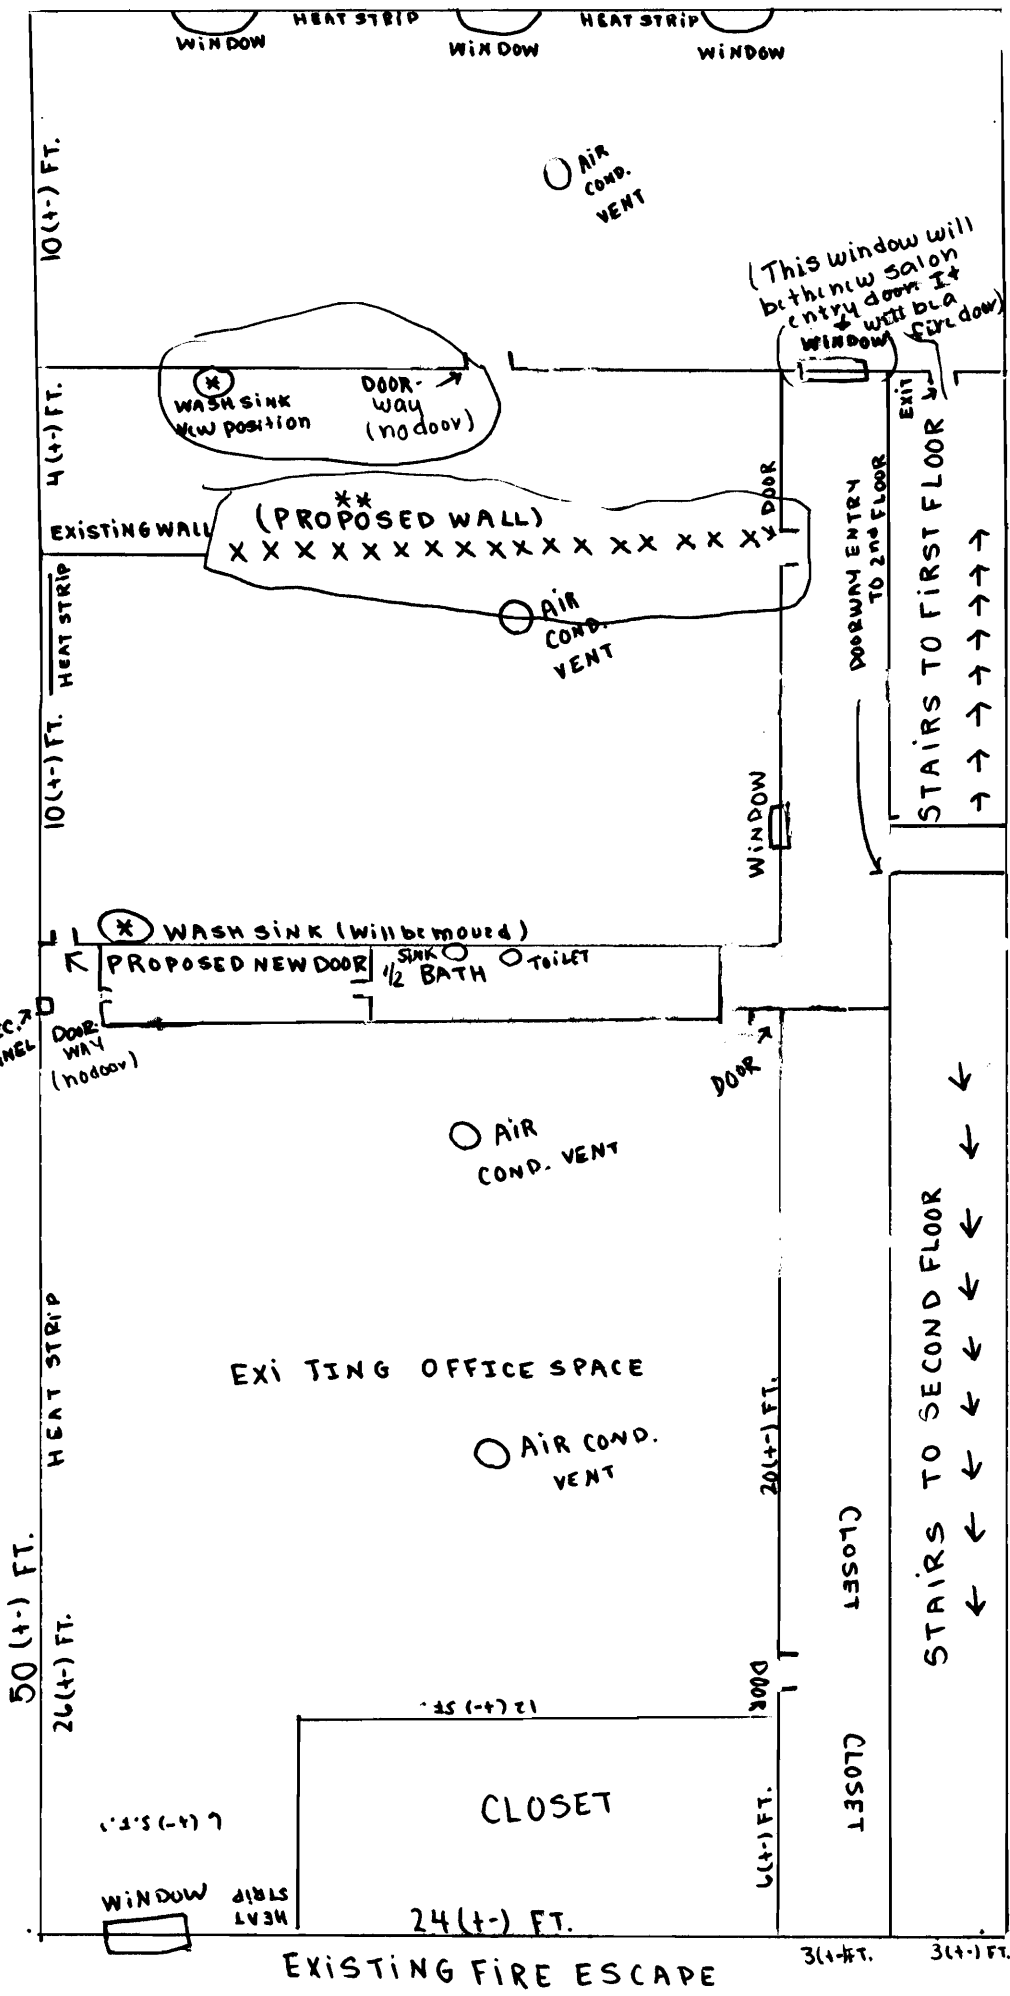 HEAT STRIP
HEAT STRIP
WINDOW
WINDOW
WINDOW
10 (+-) FT.
AIR
COND.
VENT
(This window will
be the new salon
entry door. It
will be a
fire door)
WINDOW
*
WASH SINK
New position
DOOR-
way
(no door)
EXIT
4 (+-) FT.
**
(PROPOSED WALL)
EXISTING WALL
X X X X X X X X X X X X X X X X X
DOOR
DOORWAY ENTRY
TO 2nd FLOOR
STAIRS TO FIRST FLOOR
HEAT STRIP
AIR
COND.
VENT
10 (+-) FT.
WINDOW
*
WASH SINK (Will be moved)
PROPOSED NEW DOOR
SINK
1/2 BATH
TOILET
DOOR-
WAY
(no door)
DOOR
AIR
COND. VENT
HEAT STRIP
EXI TING OFFICE SPACE
AIR COND.
VENT
20 (+-) FT.
STAIRS TO SECOND FLOOR
CLOSET
50 (+-) FT.
26 (+-) FT.
DOOR
CLOSET
CLOSET
6 (+-) FT.
WINDOW
HEAT
STRIP
24 (+-) FT.
3 (+-) FT.
3 (+-) FT.
EXISTING FIRE ESCAPE